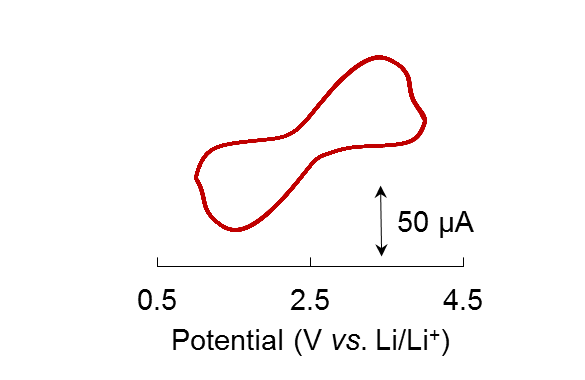 50 μA
0.5 2.5 4.5
Potential (V vs. Li/Li⁺)